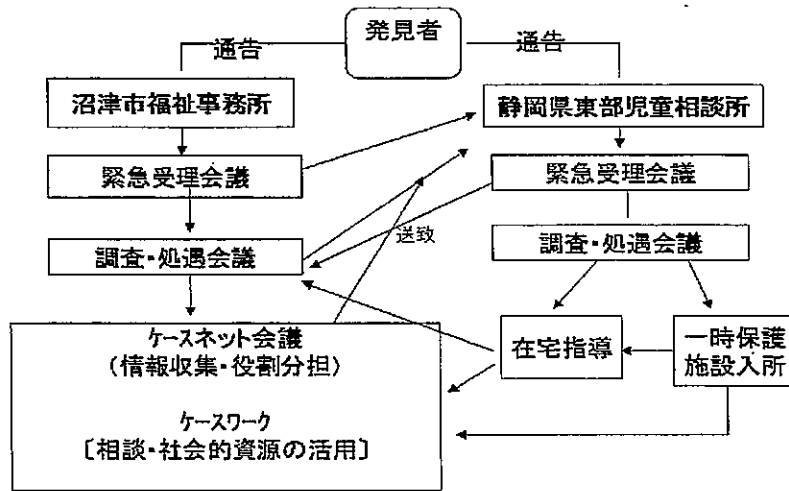 発見者
通告
通告
沼津市福祉事務所
静岡県東部児童相談所
緊急受理会議
緊急受理会議
送致
調査・処遇会議
調査・処遇会議
ケースネット会議
(情報収集・役割分担)
在宅指導
一時保護
施設入所
ケースワーク
〔相談・社会的資源の活用〕